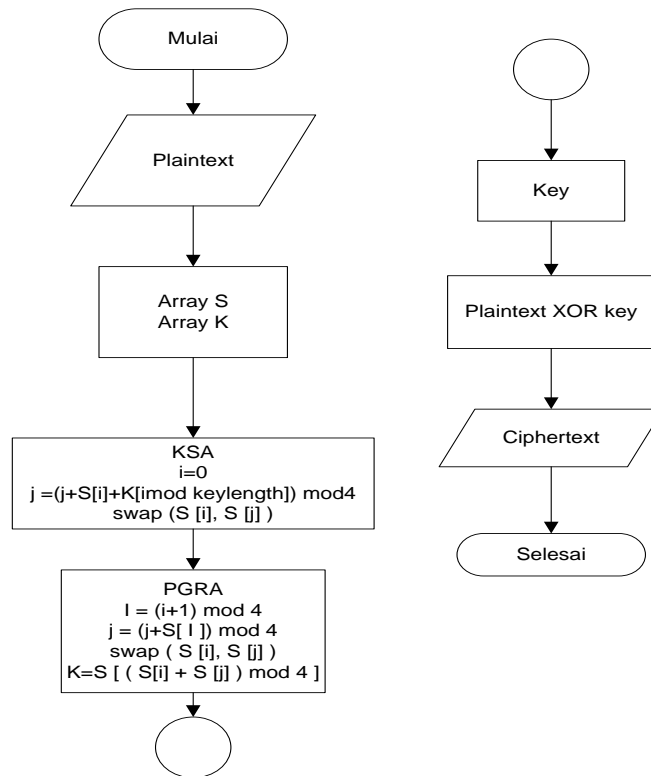 Mulai
Plaintext
Array S
Array K
KSA
i=0
j =(j+S[i]+K[imod keylength]) mod4
swap (S [i], S [j] )
PGRA
I = (i+1) mod 4
j = (j+S[ I ]) mod 4
swap ( S [i], S [j] )
K=S [ ( S[i] + S [j] ) mod 4 ]
Key
Plaintext XOR key
Ciphertext
Selesai